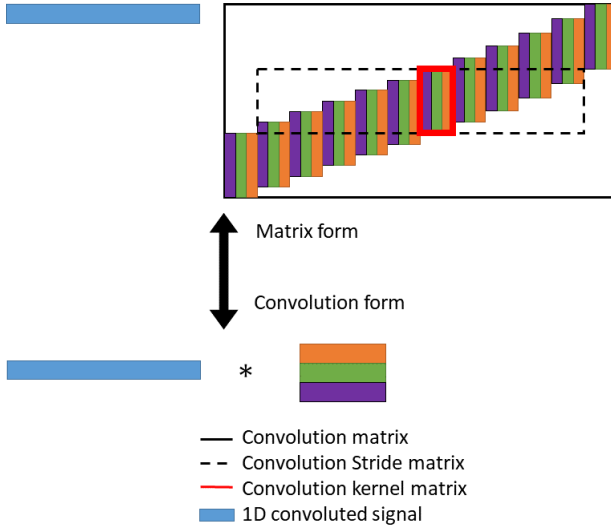 Matrix form
Convolution form
*
Convolution matrix
Convolution Stride matrix
Convolution kernel matrix
1D convoluted signal